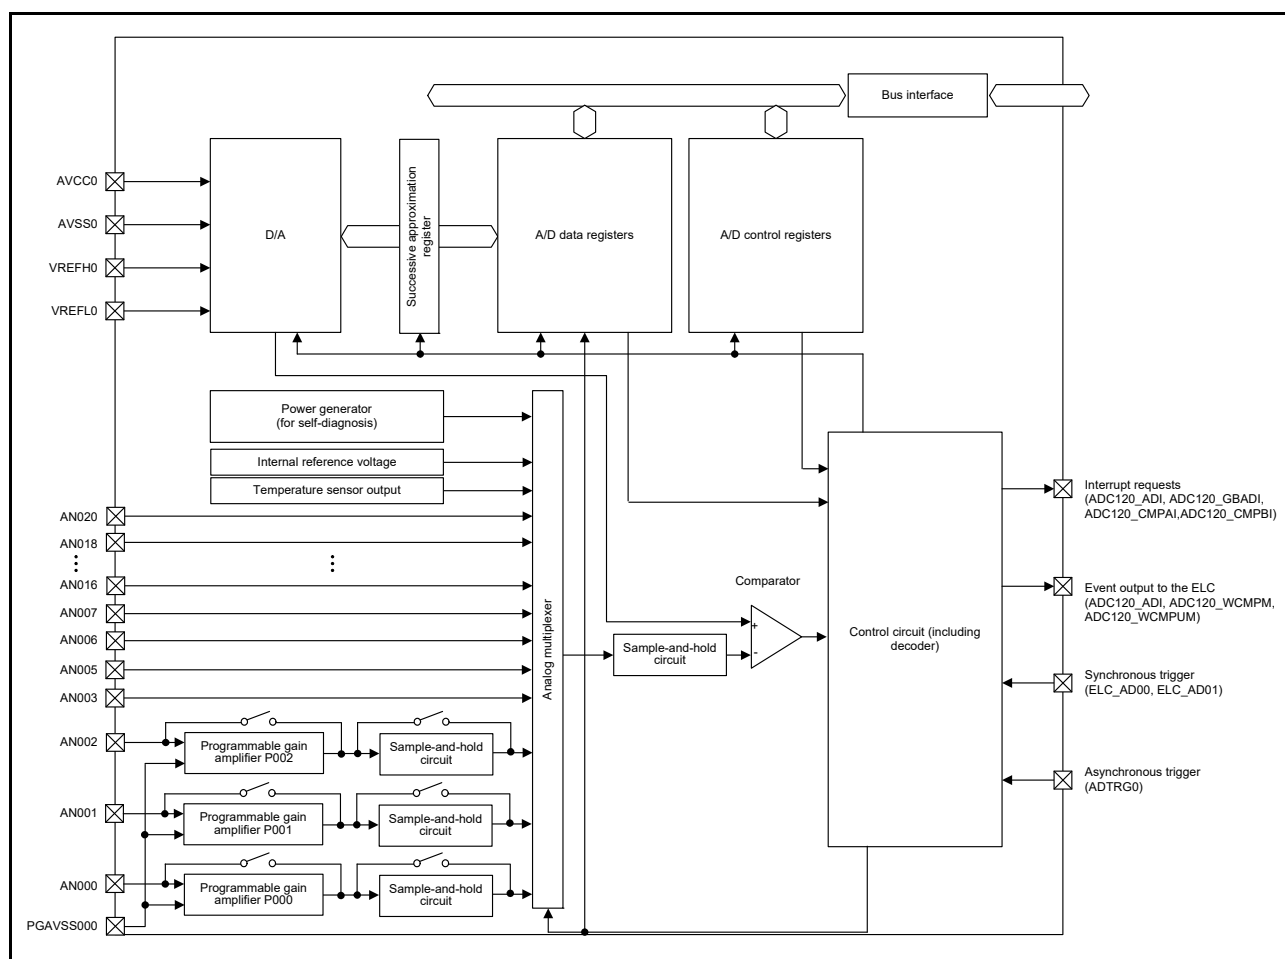 Bus interface
AVCC0
AVSS0
VREFH0
VREFL0
D/A
Successive approximation
register
A/D data registers
A/D control registers
Power generator
(for self-diagnosis)
Internal reference voltage
Temperature sensor output
AN020
AN018
AN016
AN007
AN006
AN005
AN003
AN002
AN001
AN000
PGAVSS000
Programmable gain
amplifier P002
Sample-and-hold
circuit
Programmable gain
amplifier P001
Sample-and-hold
circuit
Programmable gain
amplifier P000
Sample-and-hold
circuit
Analog multiplexer
Sample-and-hold
circuit
Comparator
+
-
Control circuit (including
decoder)
Interrupt requests
(ADC120_ADI, ADC120_GBADI,
ADC120_CMPAI,ADC120_CMPBI)
Event output to the ELC
(ADC120_ADI, ADC120_WCMPM,
ADC120_WCMPUM)
Synchronous trigger
(ELC_AD00, ELC_AD01)
Asynchronous trigger
(ADTRG0)